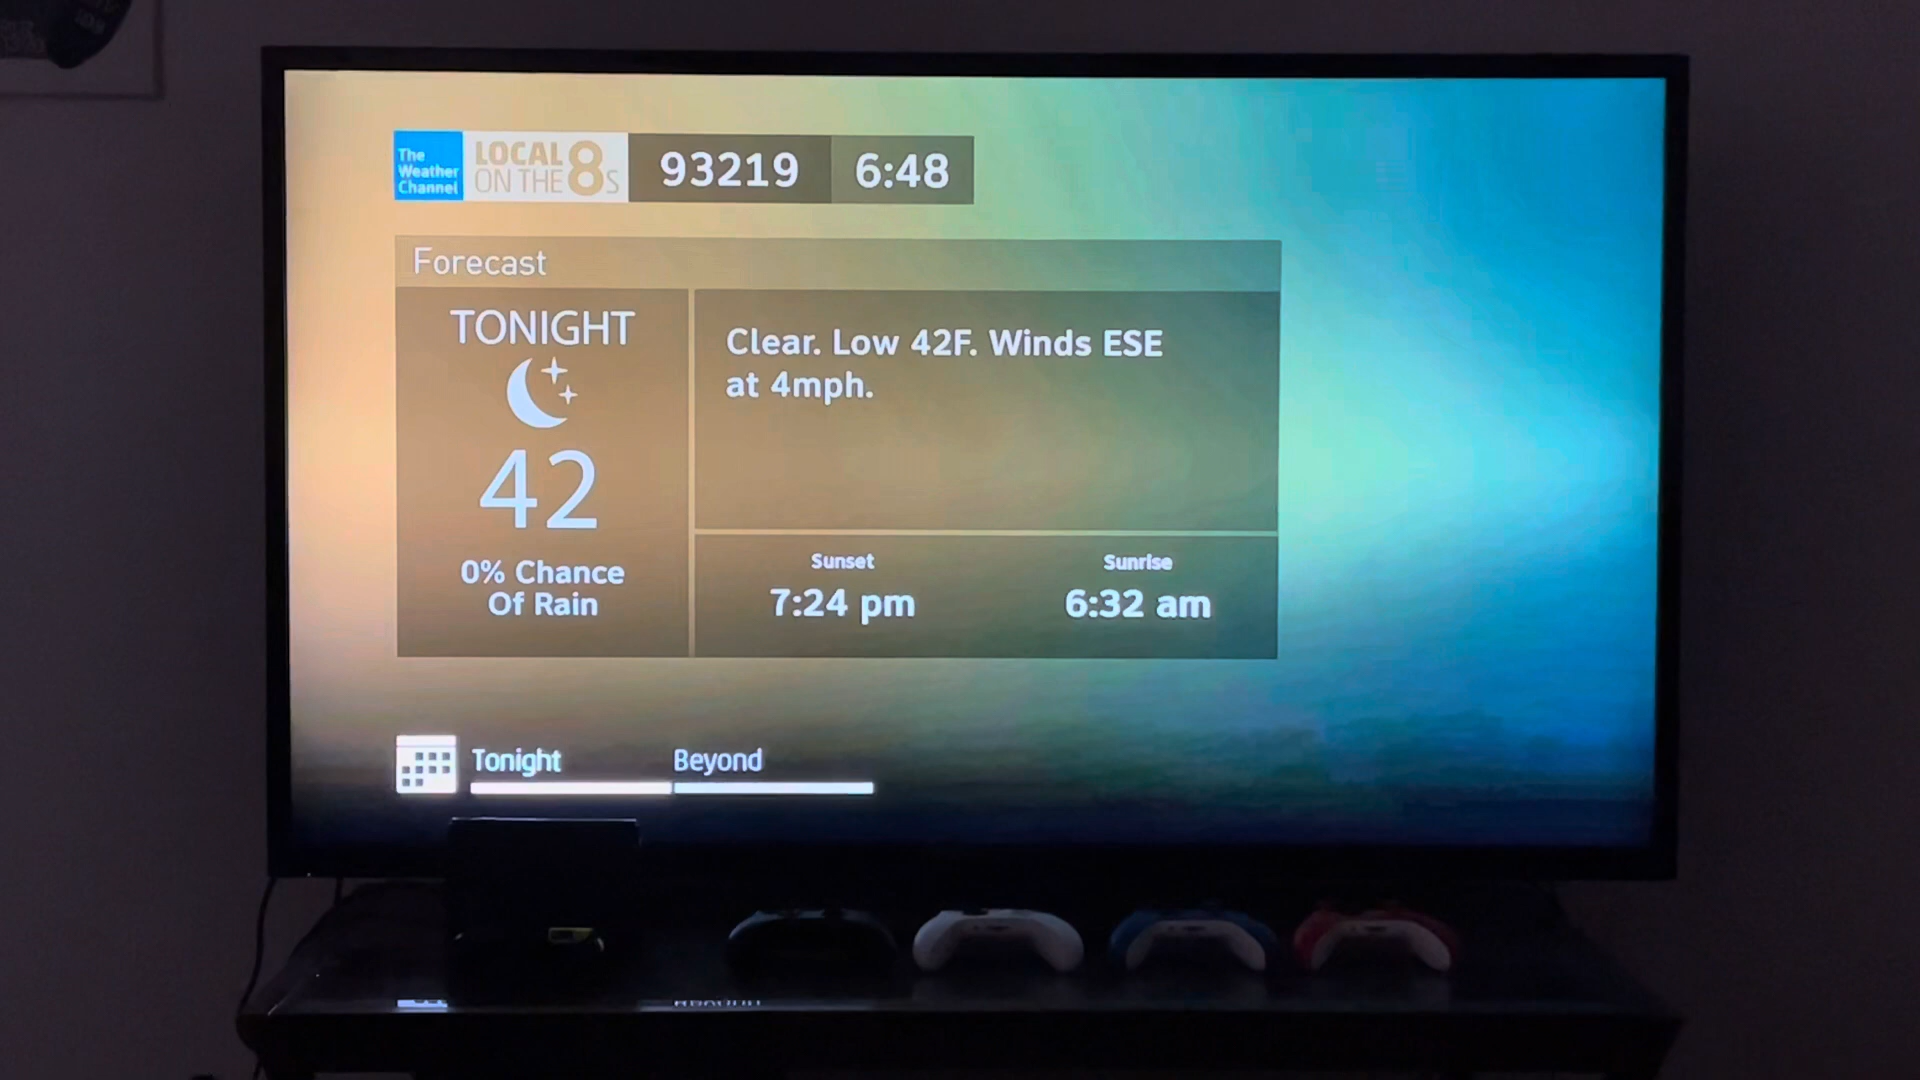 The
Weather
Channel
LOCAL
ON THE 8s
93219
6:48
Forecast
TONIGHT
42
0% Chance
Of Rain
Clear. Low 42F. Winds ESE
at 4mph.
Sunset
7:24 pm
Sunrise
6:32 am
Tonight
Beyond